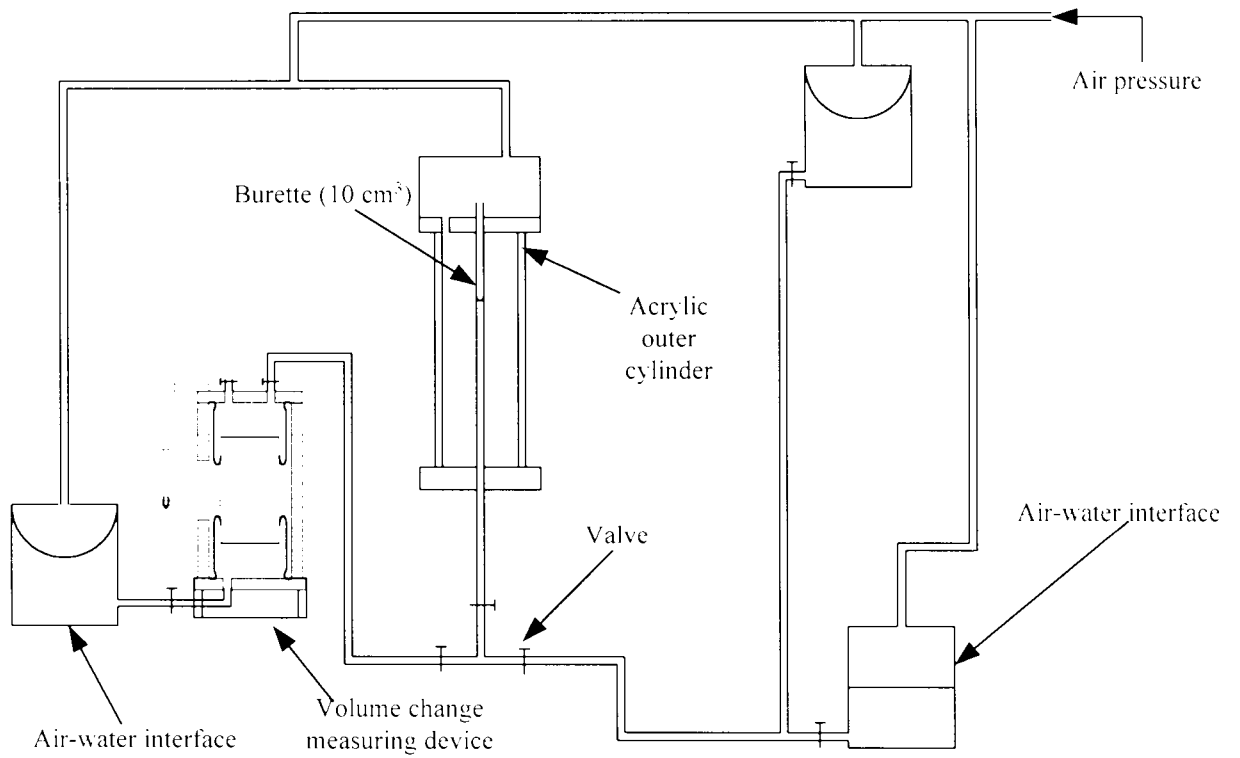 Air pressure
Burette (10 cm³)
Acrylic
outer
cylinder
Valve
Air-water interface
Volume change
measuring device
Air-water interface